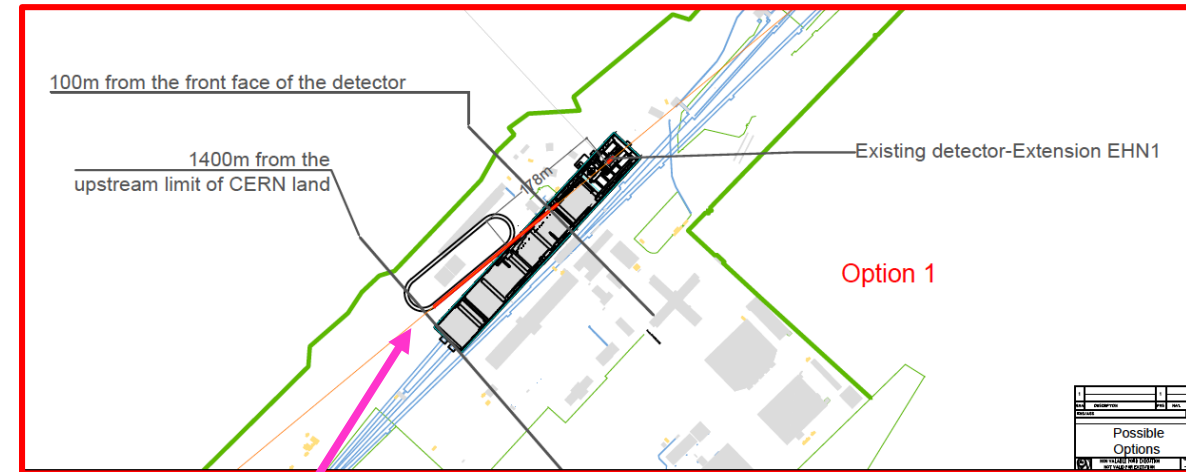 100m from the front face of the detector
1400m from the
upstream limit of CERN land
178m
Existing detector-Extension EHN1
Option 1
Possible
Options